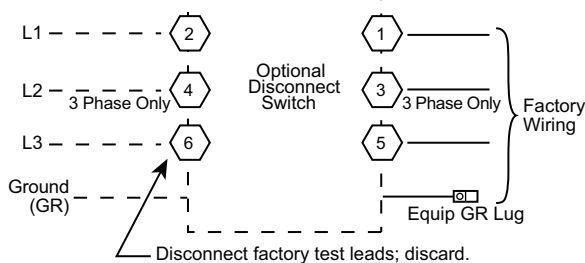 L1
2
1
L2
3 Phase Only
4
Optional
Disconnect
Switch
3
3 Phase Only
Factory
Wiring
L3
6
5
Ground
(GR)
Equip GR Lug
Disconnect factory test leads; discard.